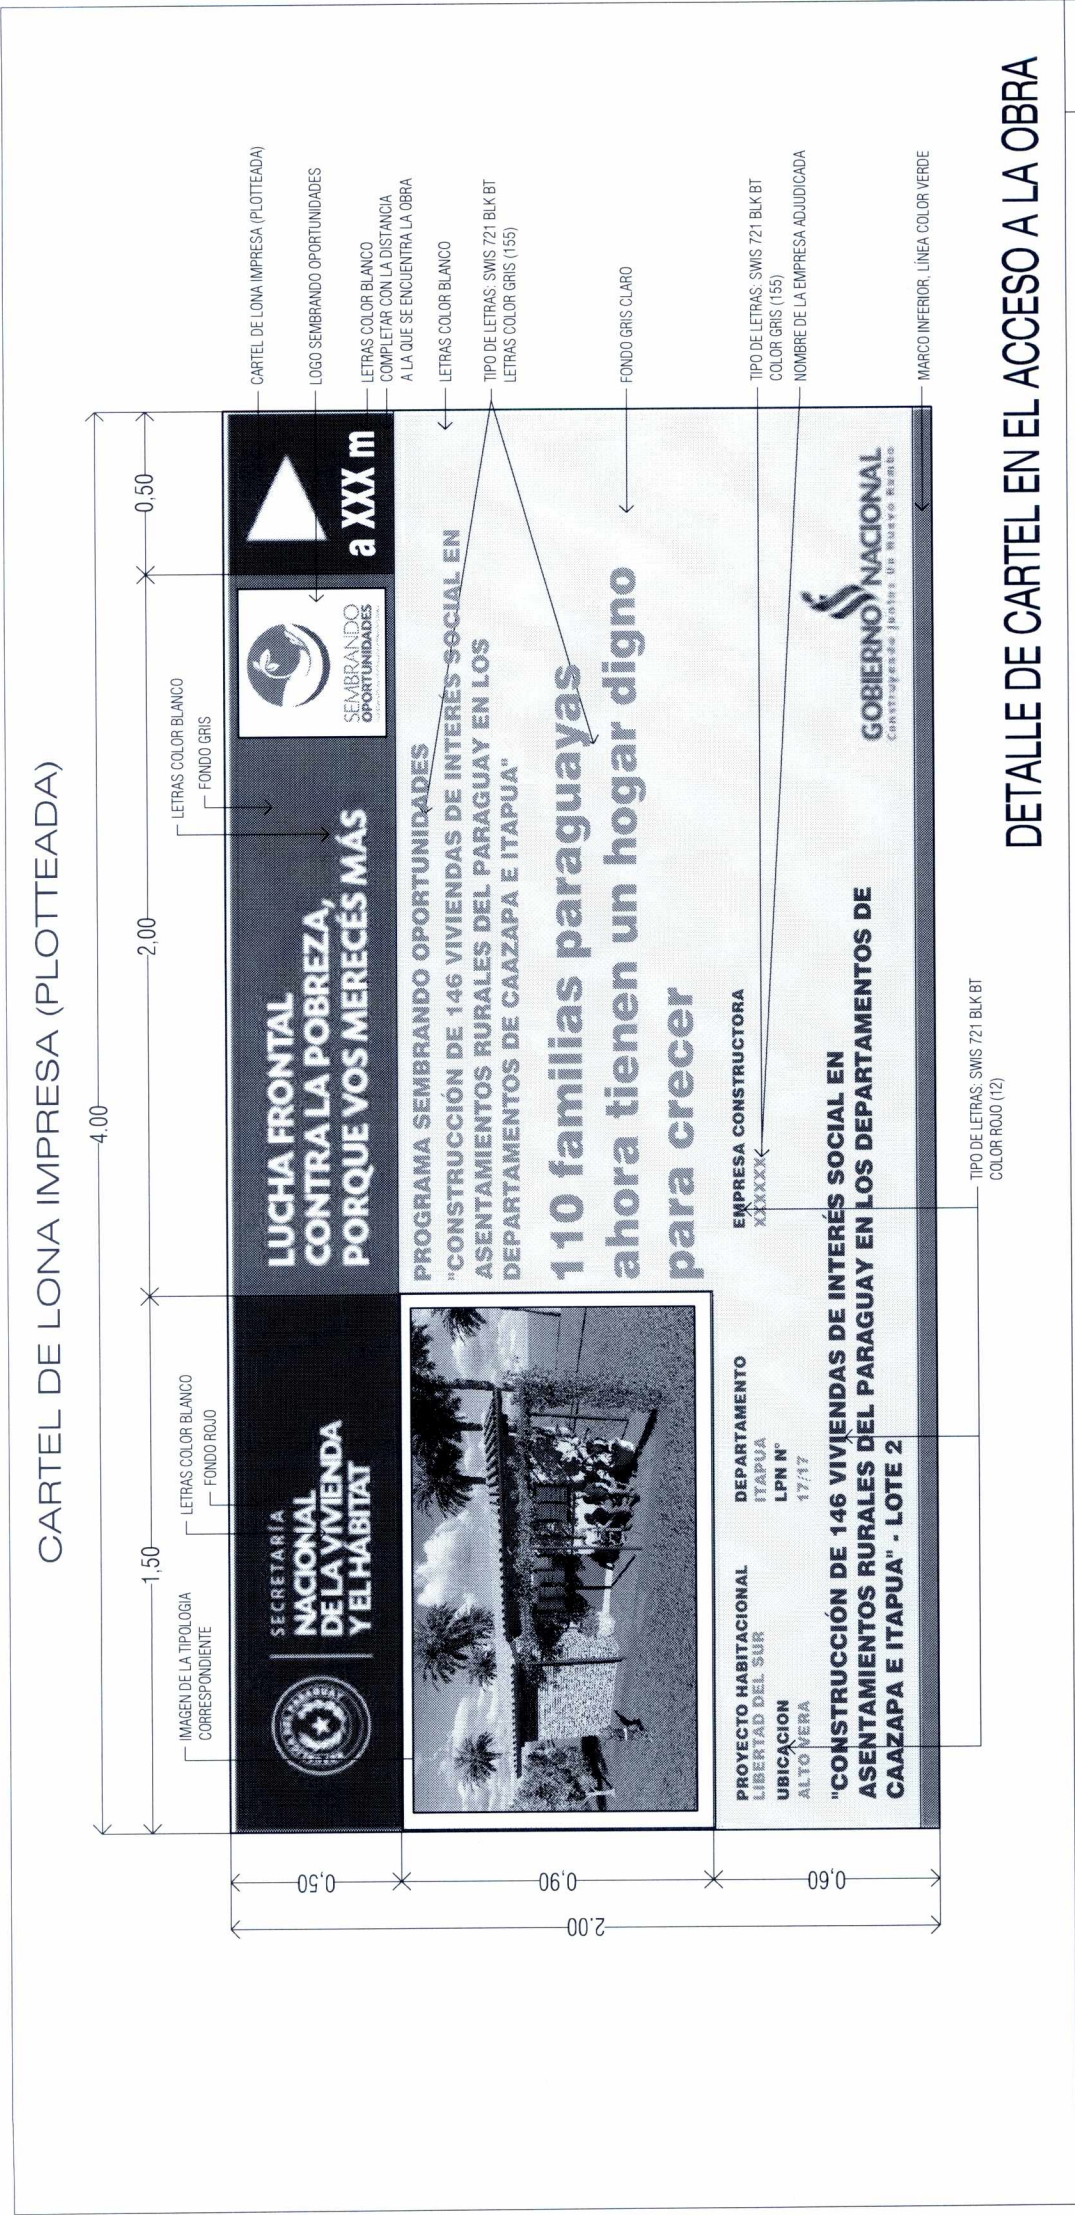 CARTEL DE LONA IMPRESA (PLOTTEADA)
4.00
1,50
2,00
0,50
IMAGEN DE LA TIPOLOGIA
CORRESPONDIENTE
LETRAS COLOR BLANCO
FONDO ROJO
LETRAS COLOR BLANCO
FONDO GRIS
CARTEL DE LONA IMPRESA (PLOTTEADA)
LOGO SEMBRANDO OPORTUNIDADES
LETRAS COLOR BLANCO
COMPLETAR CON LA DISTANCIA
A LA QUE SE ENCUENTRA LA OBRA
LETRAS COLOR BLANCO
TIPO DE LETRAS: SWIS 721 BLK BT
LETRAS COLOR GRIS (155)
FONDO GRIS CLARO
TIPO DE LETRAS: SWIS 721 BLK BT
COLOR GRIS (155)
NOMBRE DE LA EMPRESA ADJUDICADA
MARCO INFERIOR, LÍNEA COLOR VERDE
0,50
0,90
0,60
2.00
SECRETARÍA
NACIONAL
DE LA VIVIENDA
Y EL HABITAT
LUCHA FRONTAL
CONTRA LA POBREZA,
PORQUE VOS MERECÉS MÁS
SEMBRANDO
OPORTUNIDADES
a XXX m
PROGRAMA SEMBRANDO OPORTUNIDADES
"CONSTRUCCIÓN DE 146 VIVIENDAS DE INTERÉS SOCIAL EN
ASENTAMIENTOS RURALES DEL PARAGUAY EN LOS
DEPARTAMENTOS DE CAAZAPA E ITAPUA"
110 familias paraguayas
ahora tienen un hogar digno
para crecer
PROYECTO HABITACIONAL
LIBERTAD DEL SUR
UBICACION
ALTO VERA
DEPARTAMENTO
ITAPUA
LPN N°
17/17
EMPRESA CONSTRUCTORA
XXXXXX
"CONSTRUCCIÓN DE 146 VIVIENDAS DE INTERÉS SOCIAL EN
ASENTAMIENTOS RURALES DEL PARAGUAY EN LOS DEPARTAMENTOS DE
CAAZAPA E ITAPUA" - LOTE 2
GOBIERNO NACIONAL
Construyendo Juntos Un Nuevo Rumbo
TIPO DE LETRAS: SWIS 721 BLK BT
COLOR ROJO (12)
DETALLE DE CARTEL EN EL ACCESO A LA OBRA